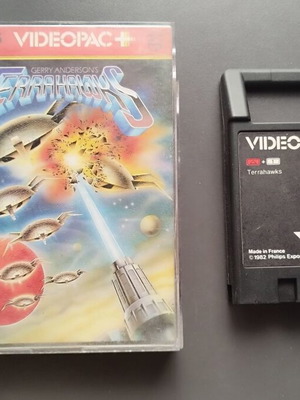 VIDEOPAC+
GERRY ANDERSON'S
TERRAHAWKS
VIDEO
+
Terrahawks
Made in France
© 1982 Philips Expo